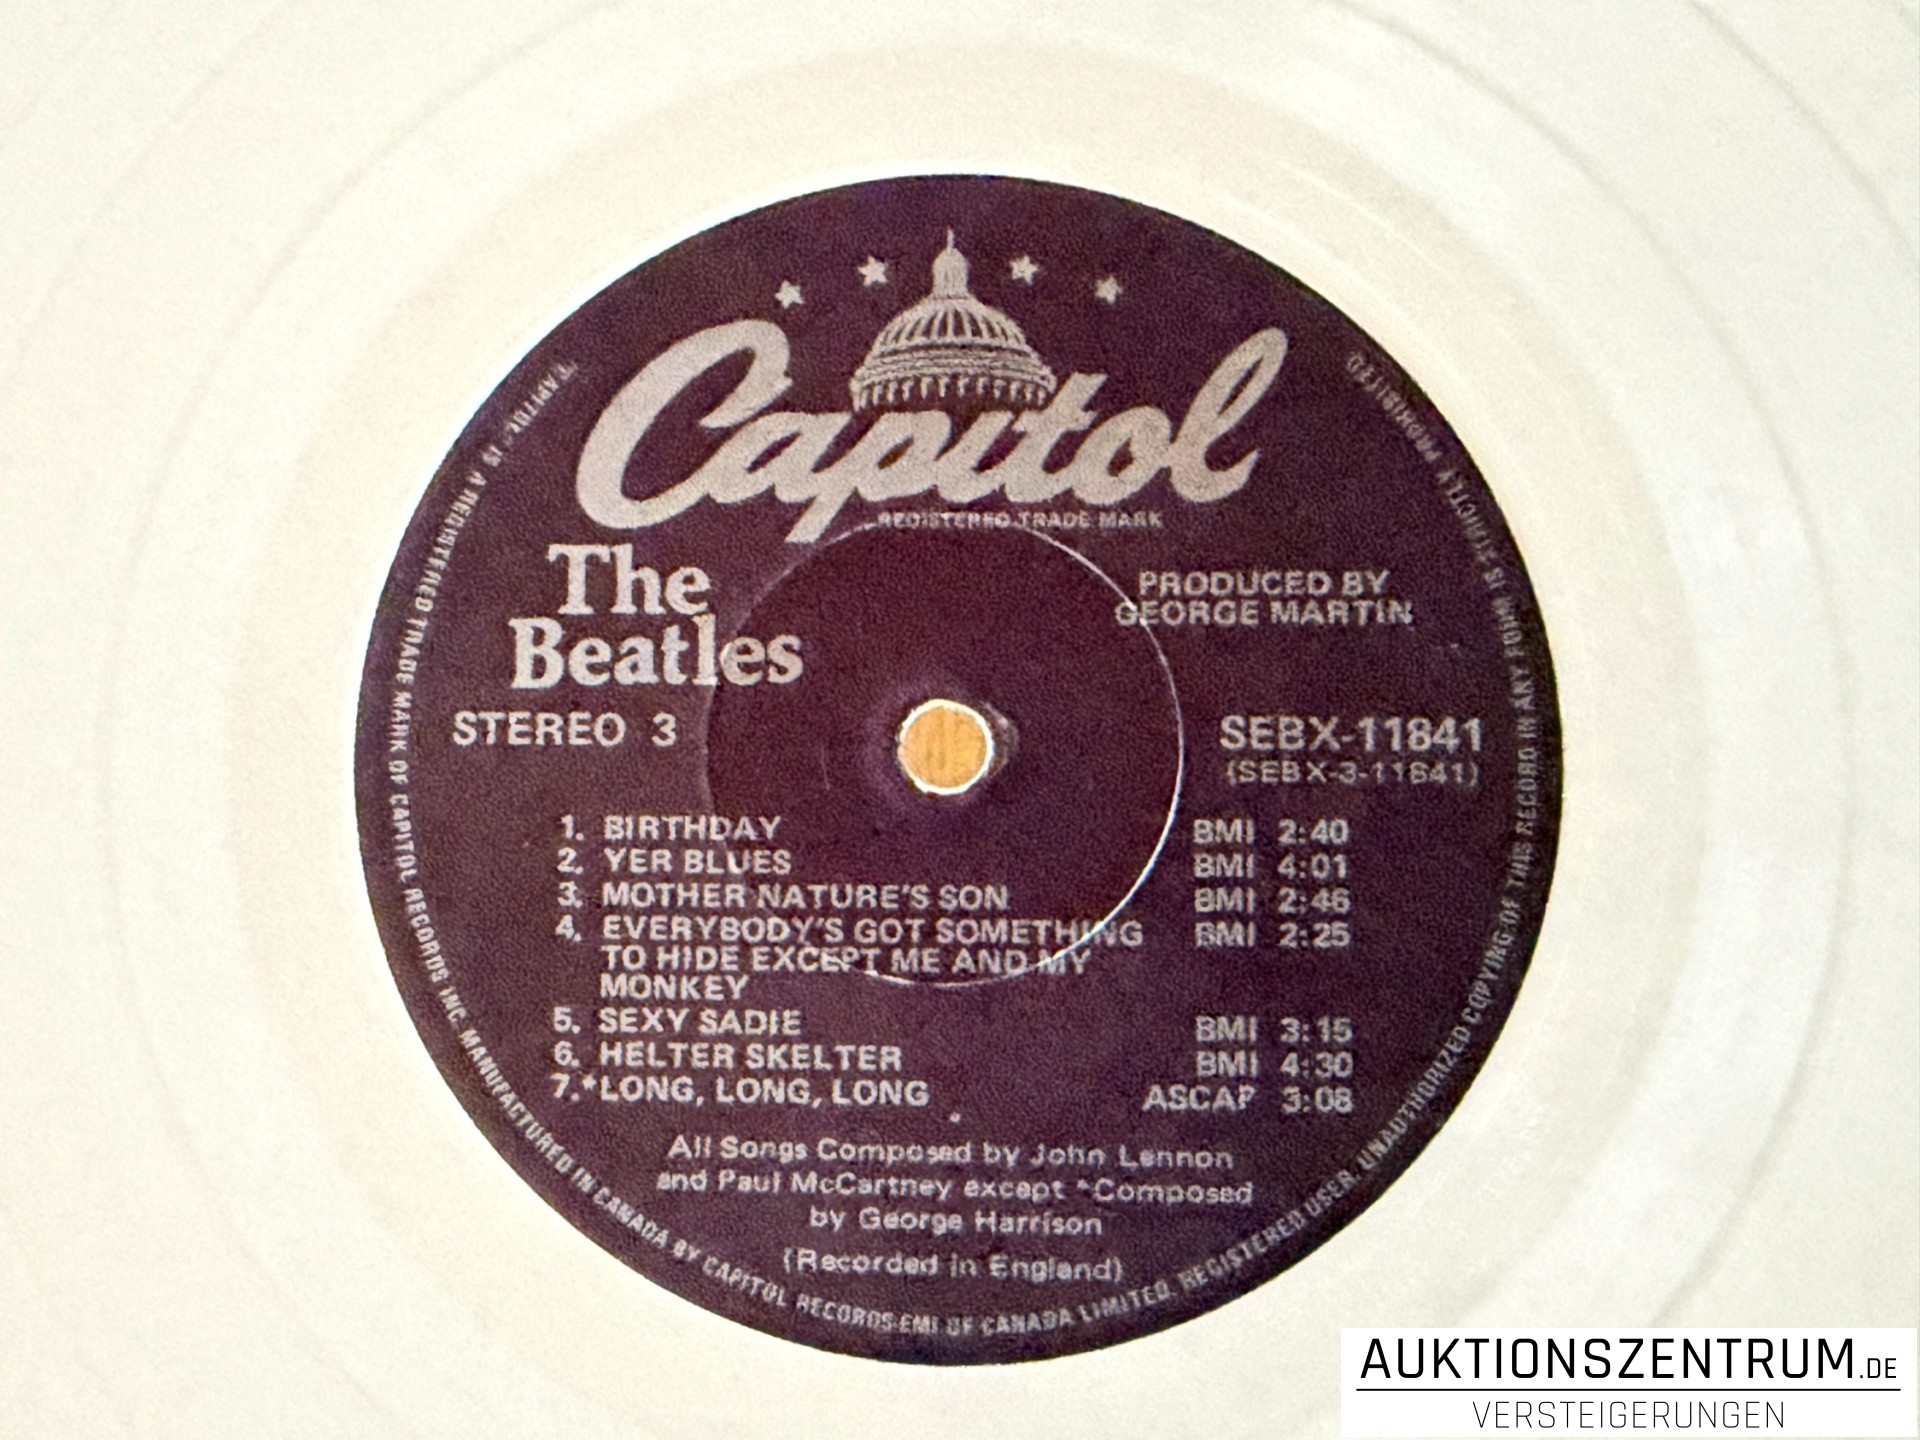 Capitol
REGISTERED TRADE MARK
The
Beatles
PRODUCED BY
GEORGE MARTIN
STEREO 3
SEBX-11841
(SEBX-3-11841)
1. BIRTHDAY BMI 2:40
2. YER BLUES BMI 4:01
3. MOTHER NATURE'S SON BMI 2:46
4. EVERYBODY'S GOT SOMETHING BMI 2:25
TO HIDE EXCEPT ME AND MY
MONKEY
5. SEXY SADIE BMI 3:15
6. HELTER SKELTER BMI 4:30
7.*LONG, LONG, LONG ASCAP 3:08
All Songs Composed by John Lennon
and Paul McCartney except *Composed
by George Harrison
(Recorded in England)
"CAPITOL" IS A REGISTERED TRADE MARK OF CAPITOL RECORDS INC. MANUFACTURED IN CANADA BY CAPITOL RECORDS-EMI OF CANADA LIMITED. REGISTERED USER. UNAUTHORIZED COPYING OF THIS RECORD IN ANY FORM IS STRICTLY PROHIBITED
AUKTIONSZENTRUM.DE
VERSTEIGERUNGEN